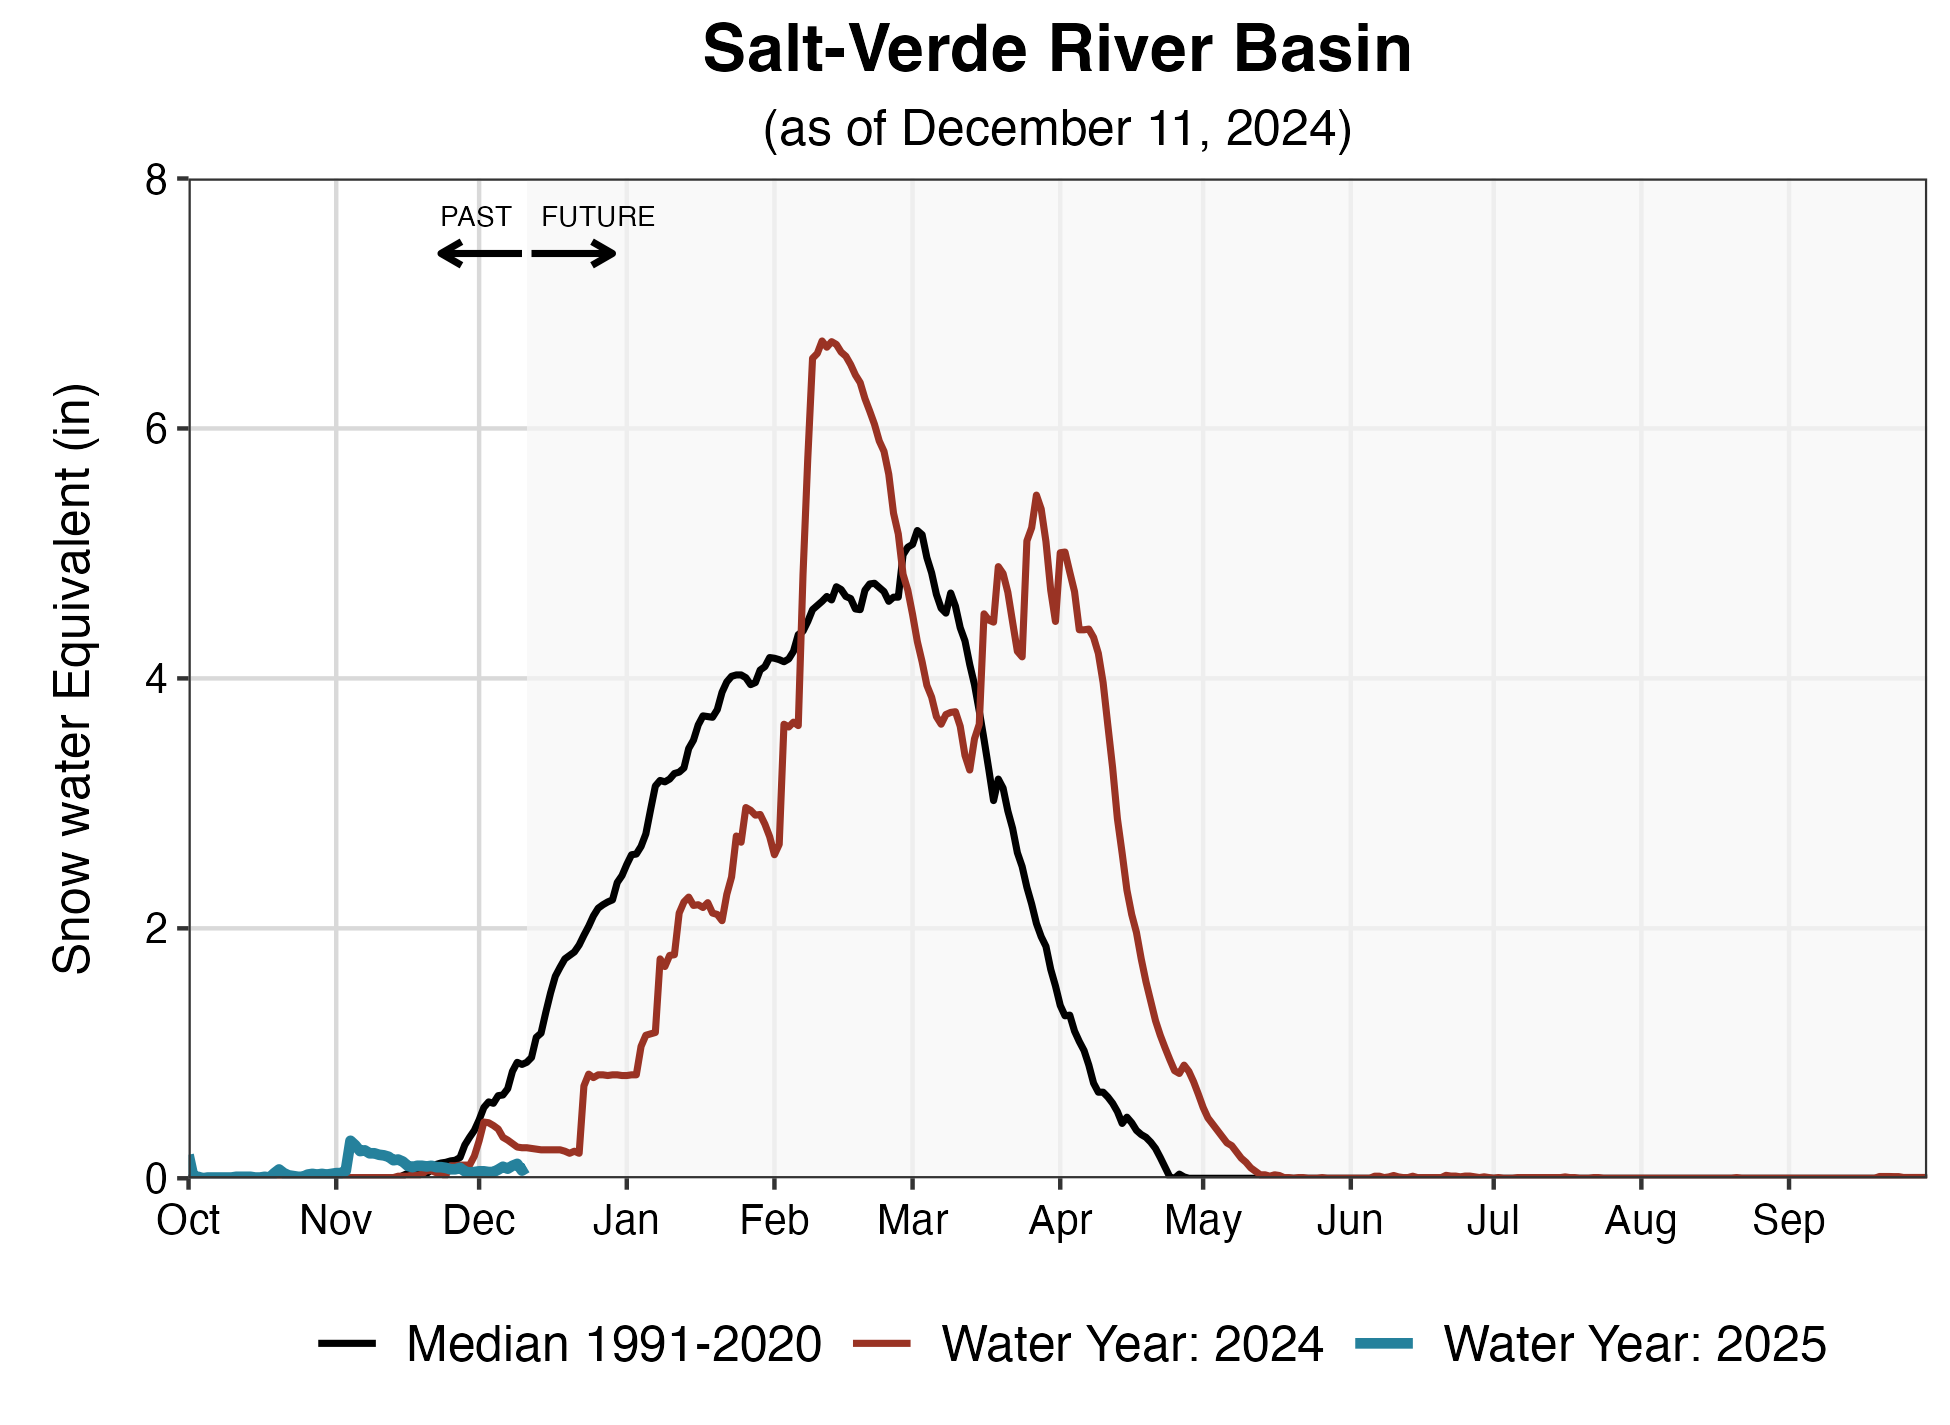 Salt-Verde River Basin
(as of December 11, 2024)
PAST FUTURE
Snow water Equivalent (in)
8
6
4
2
0
Oct Nov Dec Jan Feb Mar Apr May Jun Jul Aug Sep
Median 1991-2020 Water Year: 2024 Water Year: 2025